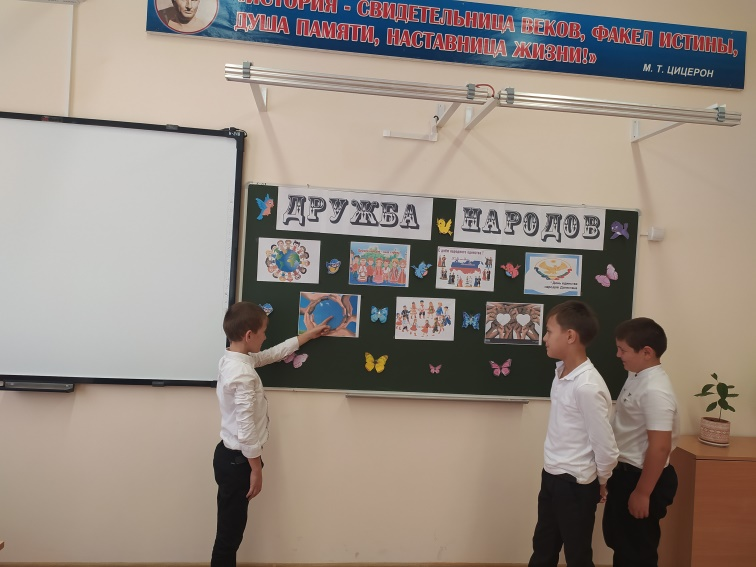 «ИСТОРИЯ - СВИДЕТЕЛЬНИЦА ВЕКОВ, ФАКЕЛ ИСТИНЫ,
ДУША ПАМЯТИ, НАСТАВНИЦА ЖИЗНИ!»
М. Т. ЦИЦЕРОН
ДРУЖБА НАРОДОВ